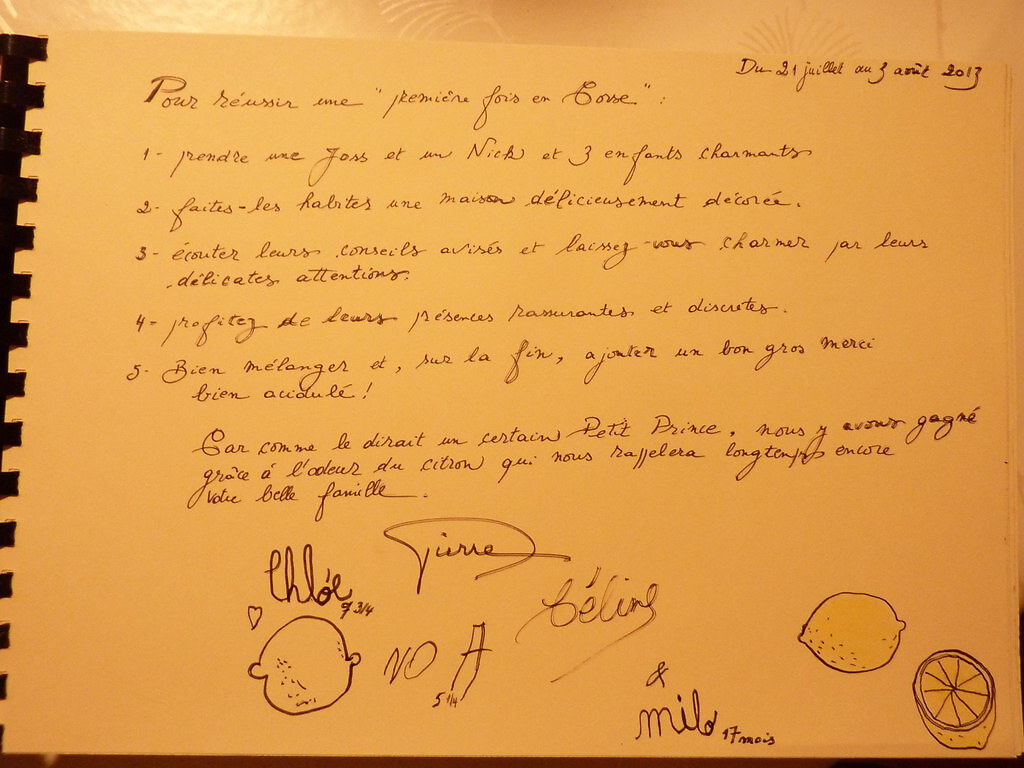 Du 21 juillet au 3 août 2013
Pour réussir une "première fois en Corse" :
1- prendre une Joss et un Nick et 3 enfants charmants
2- faites-les habiter une maison délicieusement décorée.
3- écouter leurs conseils avisés et laissez-vous charmer par leurs
délicates attentions.
4- profitez de leurs présences rassurantes et discrètes.
5- Bien mélanger et, sur la fin, ajouter un bon gros merci
bien acidulé !
Car comme le dirait un certain Petit Prince, nous y avons gagné
grâce à l'odeur du citron qui nous rappelera longtemps encore
votre belle famille.
Pierre
Chloé
9 3/4
Céline
NOA
5 1/4
&
Milo 17 mois